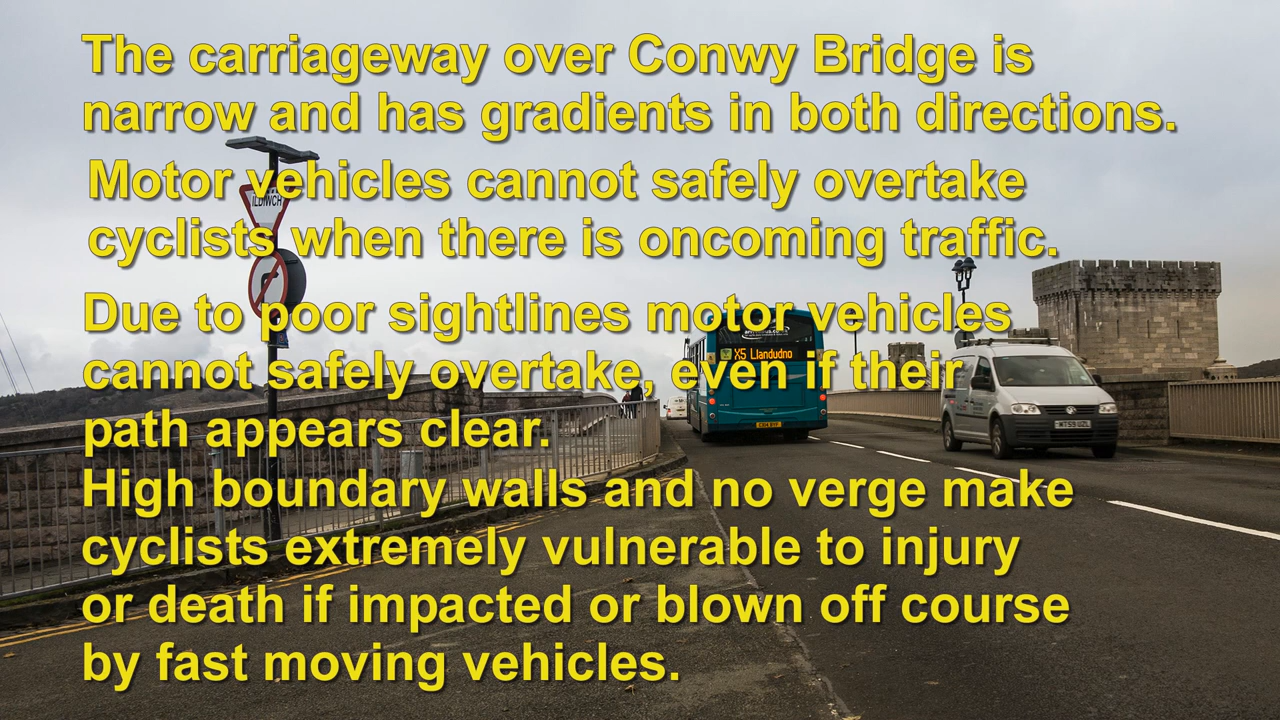 The carriageway over Conwy Bridge is
narrow and has gradients in both directions.
Motor vehicles cannot safely overtake
cyclists when there is oncoming traffic.
Due to poor sightlines motor vehicles
cannot safely overtake, even if their
path appears clear.
High boundary walls and no verge make
cyclists extremely vulnerable to injury
or death if impacted or blown off course
by fast moving vehicles.
ILDIWCH
X5 Llandudno